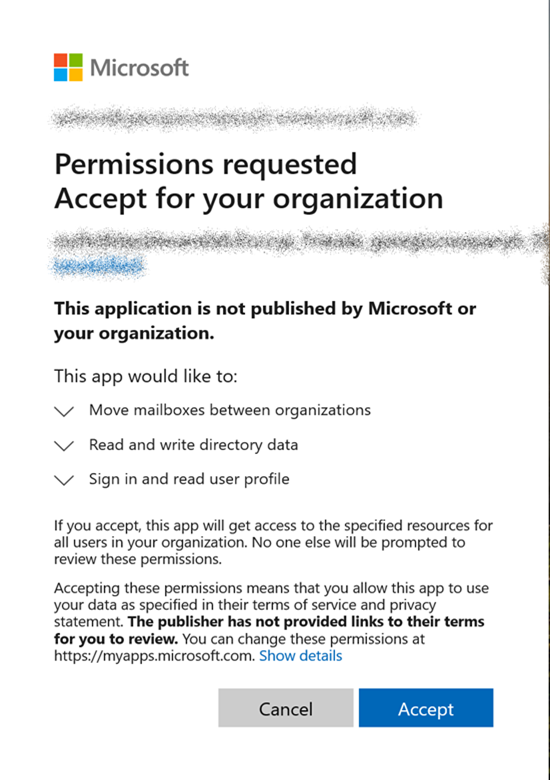 Microsoft
Permissions requested
Accept for your organization
This application is not published by Microsoft or
your organization.
This app would like to:
Move mailboxes between organizations
Read and write directory data
Sign in and read user profile
If you accept, this app will get access to the specified resources for
all users in your organization. No one else will be prompted to
review these permissions.
Accepting these permissions means that you allow this app to use
your data as specified in their terms of service and privacy
statement. The publisher has not provided links to their terms
for you to review. You can change these permissions at
https://myapps.microsoft.com. Show details
Cancel
Accept